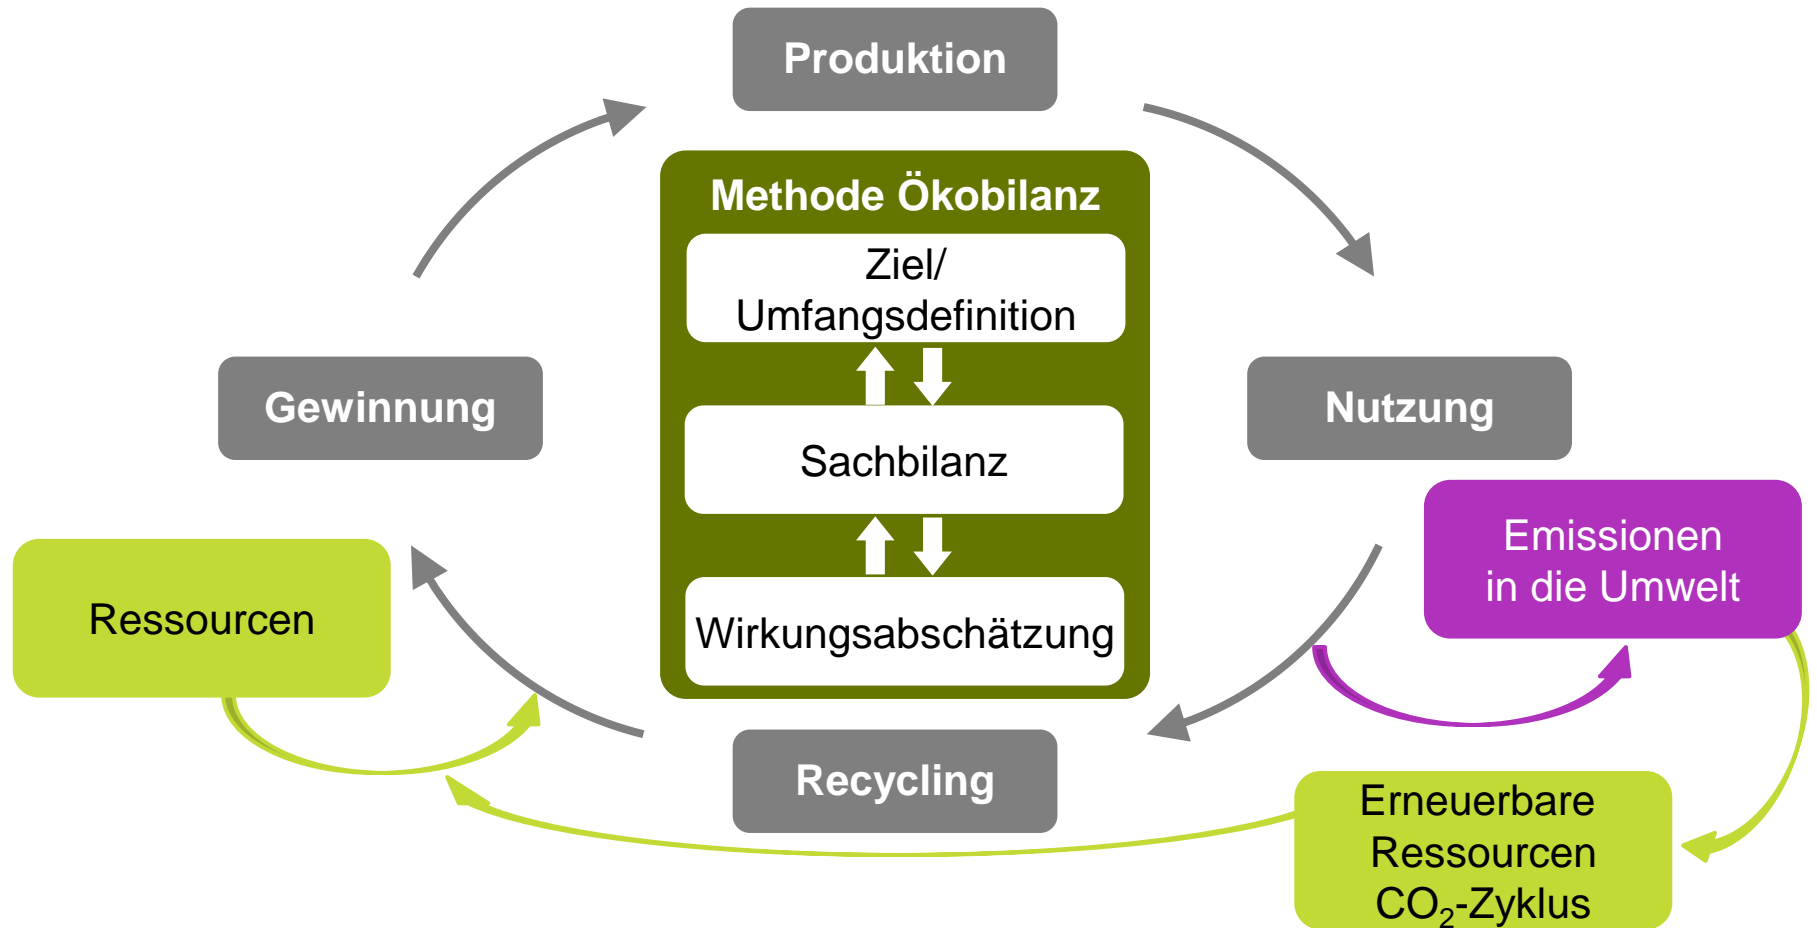 Produktion
Methode Ökobilanz
Ziel/
Umfangsdefinition
Gewinnung
Nutzung
Sachbilanz
Emissionen
in die Umwelt
Ressourcen
Wirkungsabschätzung
Recycling
Erneuerbare
Ressourcen
CO₂-Zyklus